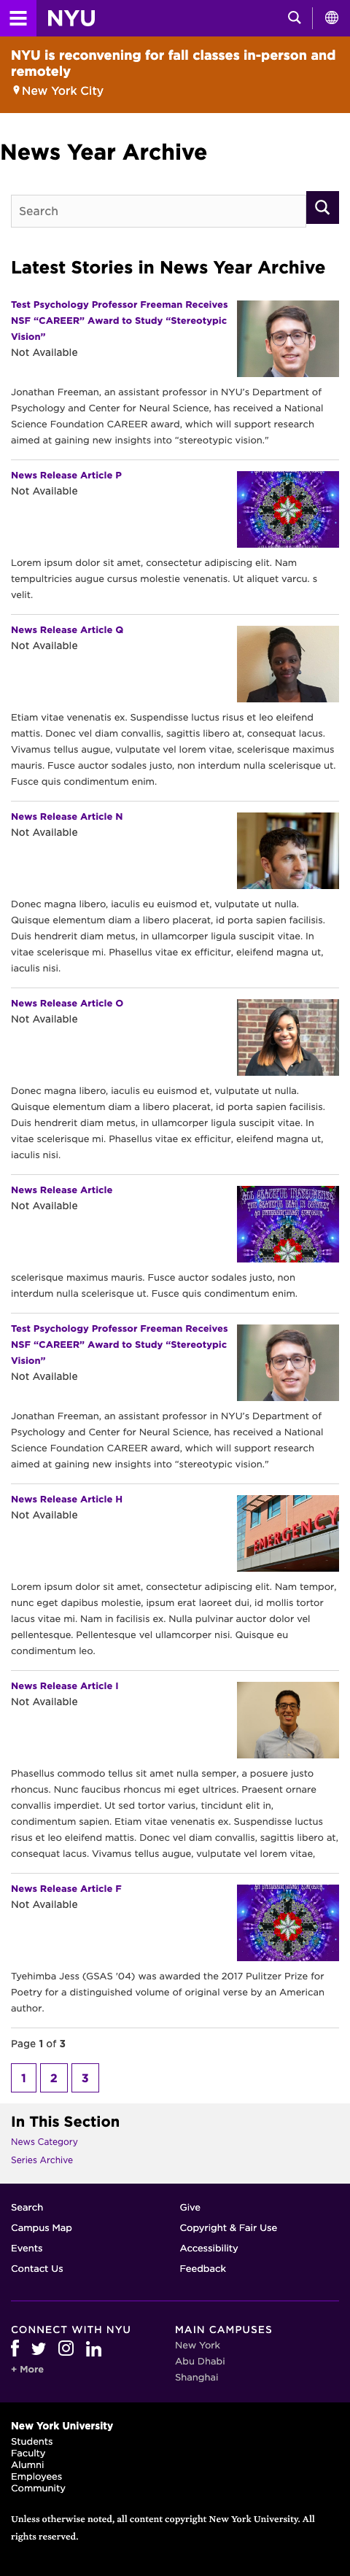 NYU
NYU is reconvening for fall classes in-person and
remotely
New York City
News Year Archive
Search
Latest Stories in News Year Archive
Test Psychology Professor Freeman Receives
NSF “CAREER” Award to Study “Stereotypic
Vision”
Not Available
Jonathan Freeman, an assistant professor in NYU’s Department of
Psychology and Center for Neural Science, has received a National
Science Foundation CAREER award, which will support research
aimed at gaining new insights into “stereotypic vision.”
News Release Article P
Not Available
Lorem ipsum dolor sit amet, consectetur adipiscing elit. Nam
tempultricies augue cursus molestie venenatis. Ut aliquet varcu. s
velit.
News Release Article Q
Not Available
Etiam vitae venenatis ex. Suspendisse luctus risus et leo eleifend
mattis. Donec vel diam convallis, sagittis libero at, consequat lacus.
Vivamus tellus augue, vulputate vel lorem vitae, scelerisque maximus
mauris. Fusce auctor sodales justo, non interdum nulla scelerisque ut.
Fusce quis condimentum enim.
News Release Article N
Not Available
Donec magna libero, iaculis eu euismod et, vulputate ut nulla.
Quisque elementum diam a libero placerat, id porta sapien facilisis.
Duis hendrerit diam metus, in ullamcorper ligula suscipit vitae. In
vitae scelerisque mi. Phasellus vitae ex efficitur, eleifend magna ut,
iaculis nisi.
News Release Article O
Not Available
Donec magna libero, iaculis eu euismod et, vulputate ut nulla.
Quisque elementum diam a libero placerat, id porta sapien facilisis.
Duis hendrerit diam metus, in ullamcorper ligula suscipit vitae. In
vitae scelerisque mi. Phasellus vitae ex efficitur, eleifend magna ut,
iaculis nisi.
News Release Article
Not Available
scelerisque maximus mauris. Fusce auctor sodales justo, non
interdum nulla scelerisque ut. Fusce quis condimentum enim.
Test Psychology Professor Freeman Receives
NSF “CAREER” Award to Study “Stereotypic
Vision”
Not Available
Jonathan Freeman, an assistant professor in NYU’s Department of
Psychology and Center for Neural Science, has received a National
Science Foundation CAREER award, which will support research
aimed at gaining new insights into “stereotypic vision.”
News Release Article H
Not Available
EMERGENCY
Lorem ipsum dolor sit amet, consectetur adipiscing elit. Nam tempor,
nunc eget dapibus molestie, ipsum erat laoreet dui, id mollis tortor
lacus vitae mi. Nam in facilisis ex. Nulla pulvinar auctor dolor vel
pellentesque. Pellentesque vel ullamcorper nisi. Quisque eu
condimentum leo.
News Release Article I
Not Available
Phasellus commodo tellus sit amet nulla semper, a posuere justo
rhoncus. Nunc faucibus rhoncus mi eget ultrices. Praesent ornare
convallis imperdiet. Ut sed tortor varius, tincidunt elit in,
condimentum sapien. Etiam vitae venenatis ex. Suspendisse luctus
risus et leo eleifend mattis. Donec vel diam convallis, sagittis libero at,
consequat lacus. Vivamus tellus augue, vulputate vel lorem vitae,
News Release Article F
Not Available
Tyehimba Jess (GSAS '04) was awarded the 2017 Pulitzer Prize for
Poetry for a distinguished volume of original verse by an American
author.
Page 1 of 3
1 2 3
In This Section
News Category
Series Archive
Search
Give
Campus Map
Copyright & Fair Use
Events
Accessibility
Contact Us
Feedback
CONNECT WITH NYU
+ More
MAIN CAMPUSES
New York
Abu Dhabi
Shanghai
New York University
Students
Faculty
Alumni
Employees
Community
Unless otherwise noted, all content copyright New York University. All
rights reserved.